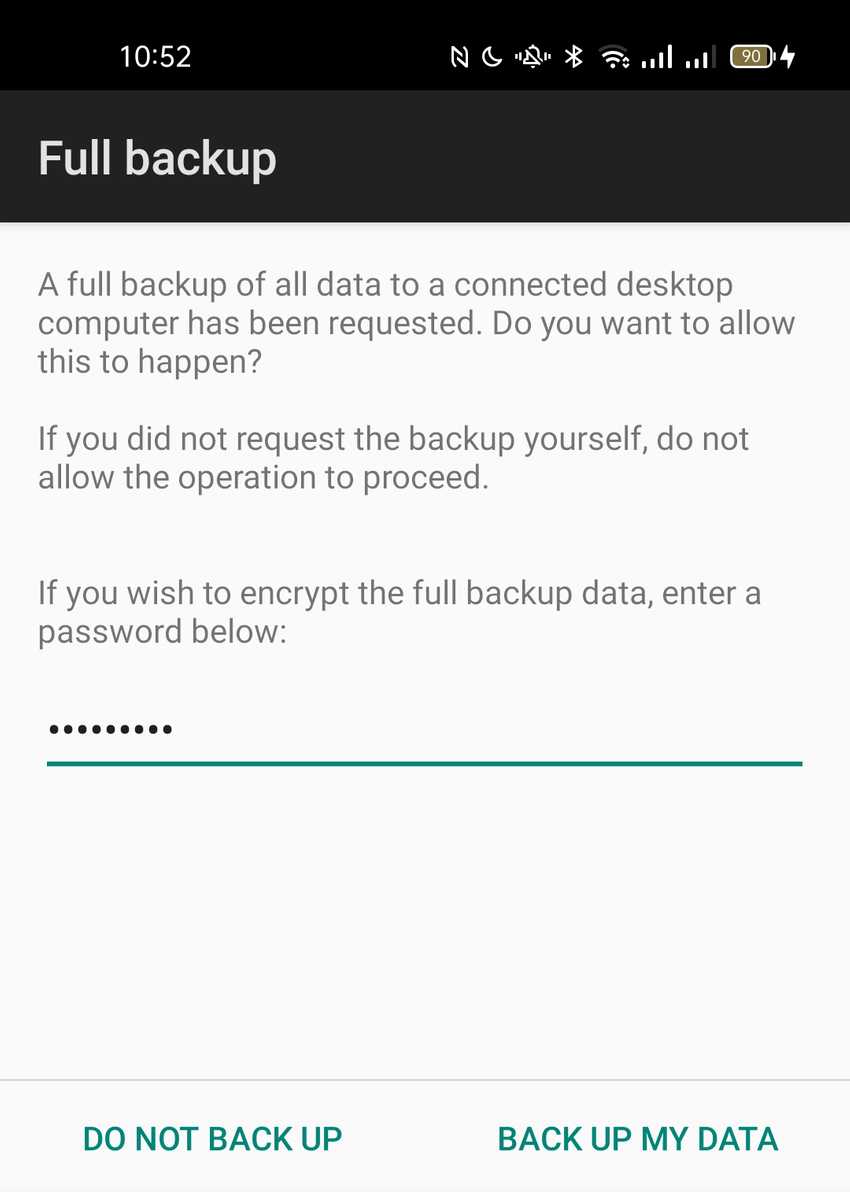 10:52
90
Full backup
A full backup of all data to a connected desktop
computer has been requested. Do you want to allow
this to happen?
If you did not request the backup yourself, do not
allow the operation to proceed.
If you wish to encrypt the full backup data, enter a
password below:
•••••••••
DO NOT BACK UP
BACK UP MY DATA